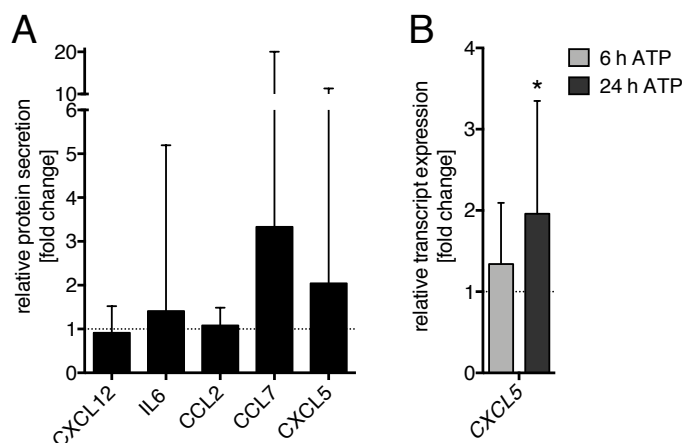 A
relative protein secretion
[fold change]
20
10
6
5
4
3
2
1
0
CXCL12
IL6
CCL2
CCL7
CXCL5
B
relative transcript expression
[fold change]
4
3
2
1
0
*
CXCL5
6 h ATP
24 h ATP